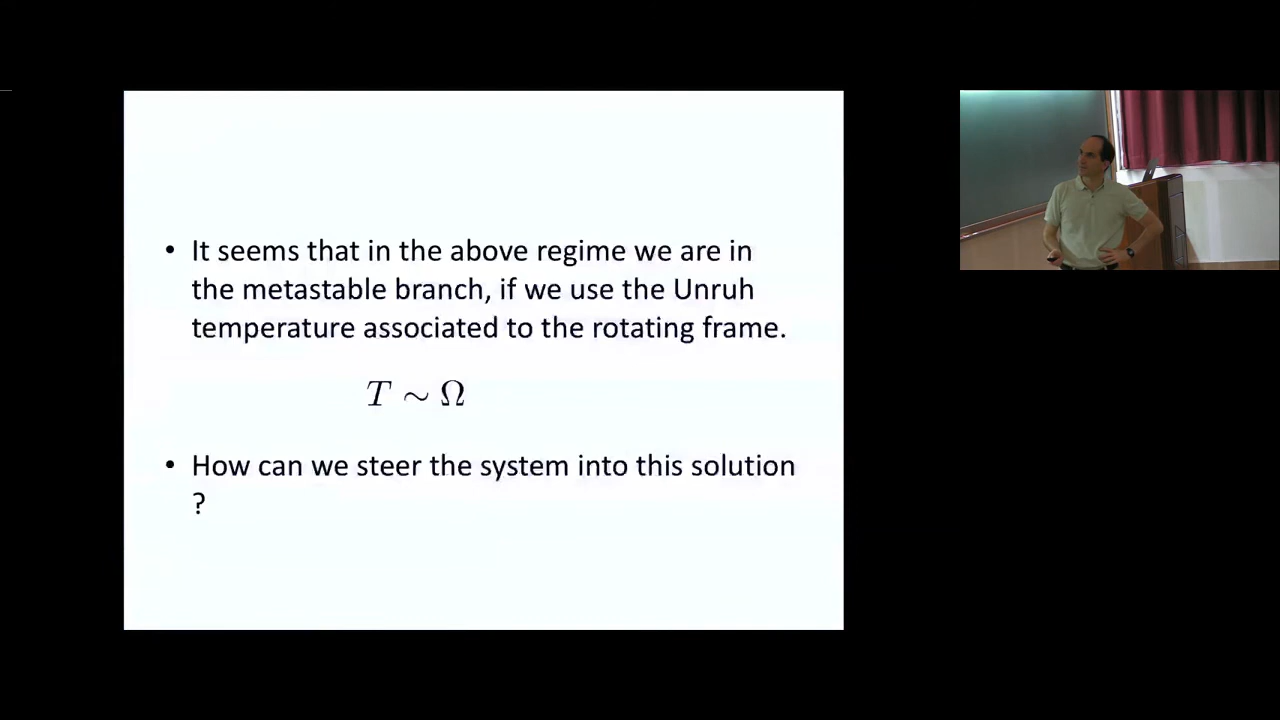 • It seems that in the above regime we are in
the metastable branch, if we use the Unruh
temperature associated to the rotating frame.
T ∼ Ω
• How can we steer the system into this solution
?